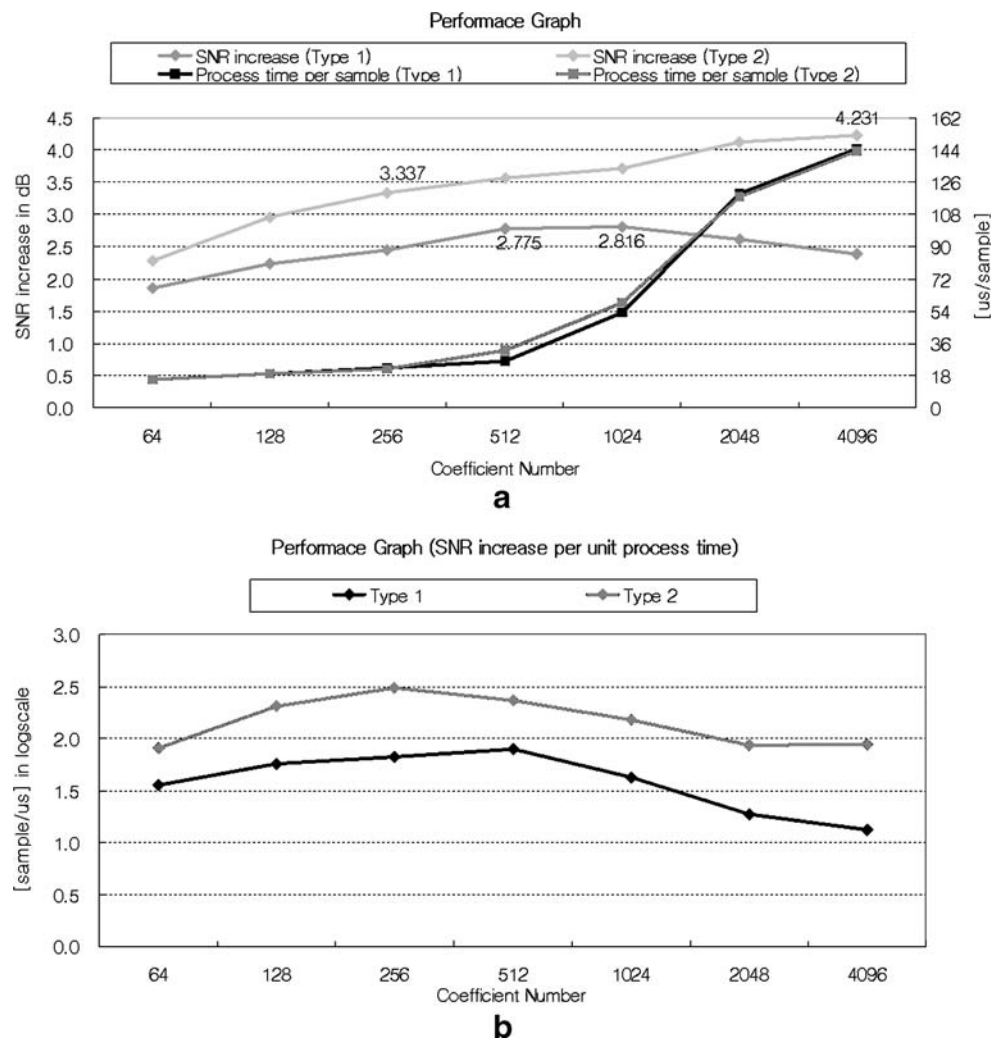 Performace Graph
SNR increase (Type 1)
SNR increase (Type 2)
Process time per sample (Type 1)
Process time per sample (Type 2)
4.5
4.0
3.5
3.0
2.5
2.0
1.5
1.0
0.5
0.0
SNR increase in dB
3.337
2.775
2.816
4.231
162
144
126
108
90
72
54
36
18
0
[us/sample]
64 128 256 512 1024 2048 4096
Coefficient Number
a
Performace Graph (SNR increase per unit process time)
Type 1
Type 2
3.0
2.5
2.0
1.5
1.0
0.5
0.0
[sample/us] in logscale
64 128 256 512 1024 2048 4096
Coefficient Number
b